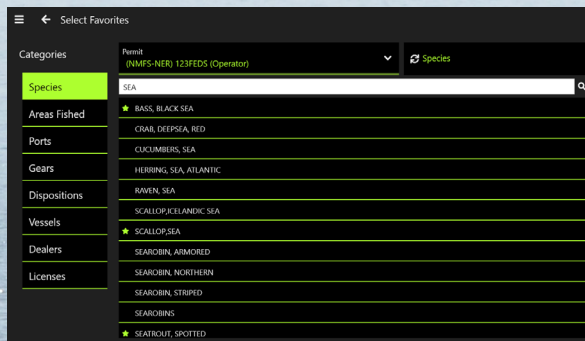 Select Favorites
Categories
Permit
(NMFS-NER) 123FEDS (Operator)
Species
Species
Areas Fished
Ports
Gears
Dispositions
Vessels
Dealers
Licenses
SEA
BASS, BLACK SEA
CRAB, DEEPSEA, RED
CUCUMBERS, SEA
HERRING, SEA, ATLANTIC
RAVEN, SEA
SCALLOP,ICELANDIC SEA
SCALLOP,SEA
SEAROBIN, ARMORED
SEAROBIN, NORTHERN
SEAROBIN, STRIPED
SEAROBINS
SEATROUT, SPOTTED